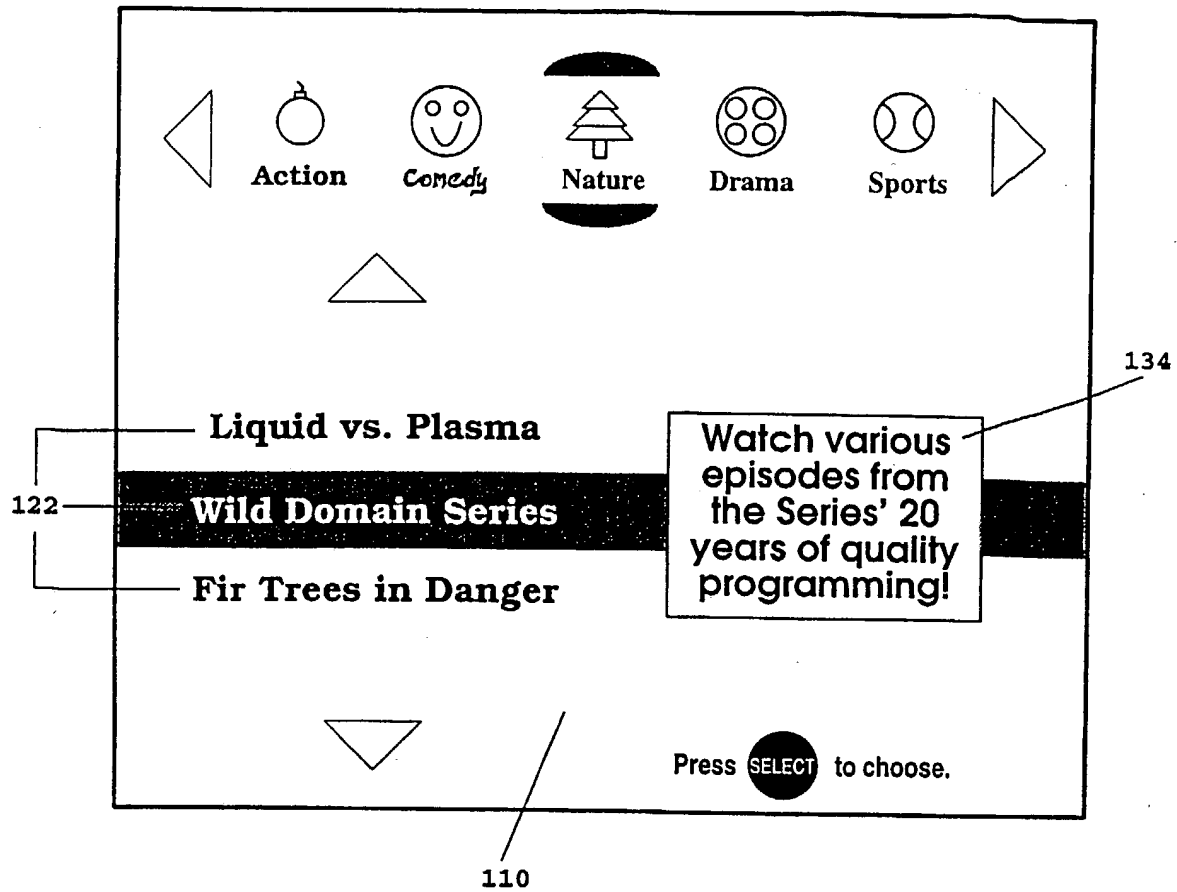 Action
Comedy
Nature
Drama
Sports
134
Liquid vs. Plasma
122
Wild Domain Series
Fir Trees in Danger
Watch various
episodes from
the Series' 20
years of quality
programming!
Press SELECT to choose.
110